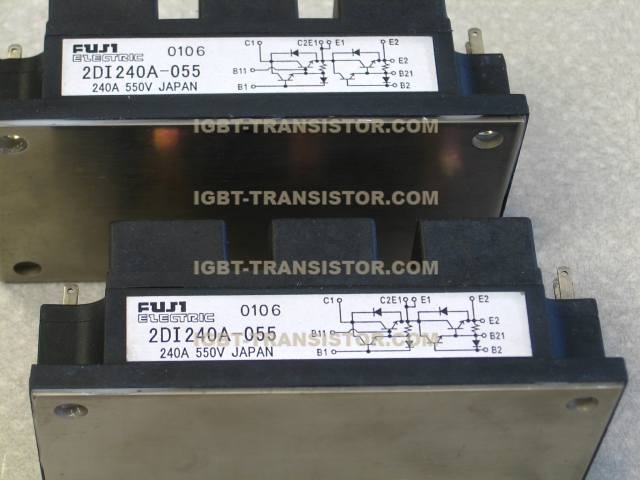 FUJI ELECTRIC 0106
2DI240A-055
240A 550V JAPAN
C1 C2E1 E1 E2
B11 E2
B21
B1 B2
IGBT-TRANSISTOR.COM
IGBT-TRANSISTOR.COM
IGBT-TRANSISTOR.COM
FUJI ELECTRIC 0106
2DI240A-055
240A 550V JAPAN
C1 C2E1 E1 E2
E2
B11 B21
B1 B2
IGBT-TRANSISTOR.COM